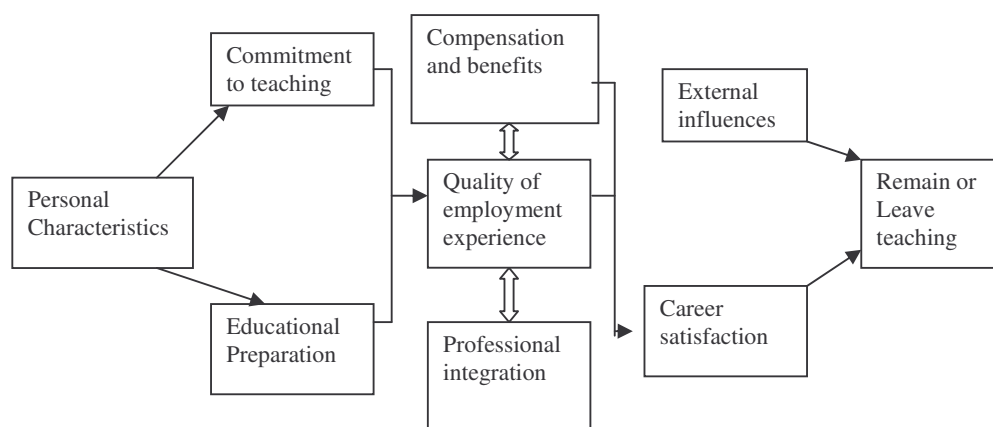 Personal
Characteristics
Commitment
to teaching
Educational
Preparation
Compensation
and benefits
Quality of
employment
experience
Professional
integration
External
influences
Career
satisfaction
Remain or
Leave
teaching